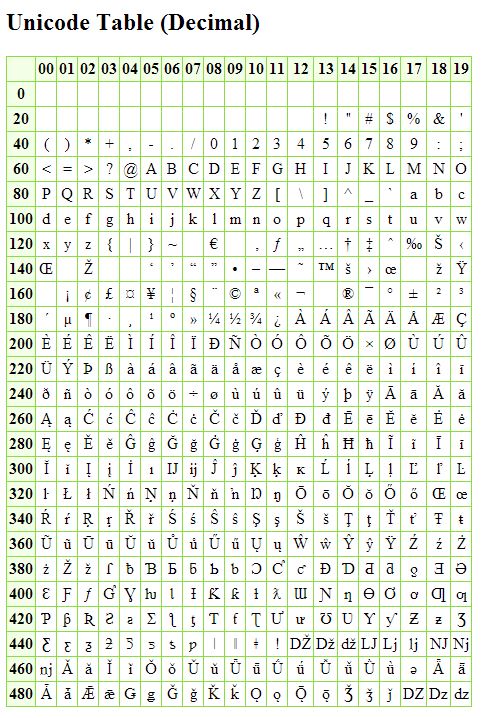 Unicode Table (Decimal)
00 01 02 03 04 05 06 07 08 09 10 11 12 13 14 15 16 17 18 19
0
20 ! " # $ % & '
40 ( ) * + , - . / 0 1 2 3 4 5 6 7 8 9 : ;
60 < = > ? @ A B C D E F G H I J K L M N O
80 P Q R S T U V W X Y Z [ \ ] ^ _ ` a b c
100 d e f g h i j k l m n o p q r s t u v w
120 x y z { | } ~ € ‚ ƒ „ … † ‡ ˆ ‰ Š ‹
140 Œ Ž ‘ ’ “ ” • – — ˜ ™ š › œ ž Ÿ
160 ¡ ¢ £ ¤ ¥ ¦ § ¨ © ª « ¬ ® ¯ ° ± ² ³
180 ´ µ ¶ · ¸ ¹ º » ¼ ½ ¾ ¿ À Á Â Ã Ä Å Æ Ç
200 È É Ê Ë Ì Í Î Ï Ð Ñ Ò Ó Ô Õ Ö × Ø Ù Ú Û
220 Ü Ý Þ ß à á â ã ä å æ ç è é ê ë ì í î ï
240 ð ñ ò ó ô õ ö ÷ ø ù ú û ü ý þ ÿ Ā ā Ă ă
260 Ą ą Ć ć Ĉ ĉ Ċ ċ Č č Ď ď Đ đ Ē ē Ĕ ĕ Ė ė
280 Ę ę Ě ě Ĝ ĝ Ğ ğ Ġ ġ Ģ ģ Ĥ ĥ Ħ ħ Ĩ ĩ Ī ī
300 Ĭ ĭ Į į İ ı Ĳ ĳ Ĵ ĵ Ķ ķ ĸ Ĺ ĺ Ļ ļ Ľ ľ Ŀ
320 ŀ Ł ł Ń ń Ņ ņ Ň ň ŉ Ŋ ŋ Ō ō Ŏ ŏ Ő ő Œ œ
340 Ŕ ŕ Ŗ ŗ Ř ř Ś ś Ŝ ŝ Ş ş Š š Ţ ţ Ť ť Ŧ ŧ
360 Ũ ũ Ū ū Ŭ ŭ Ů ů Ű ű Ų ų Ŵ ŵ Ŷ ŷ Ÿ Ź ź Ż
380 ż Ž ž ſ ƀ Ɓ Ƃ ƃ Ƅ ƅ Ɔ Ƈ ƈ Ɖ Ɗ Ƌ ƌ ƍ Ǝ Ə
400 Ɛ Ƒ ƒ Ɠ Ɣ ƕ Ɩ Ɨ Ƙ ƙ ƚ ƛ Ɯ Ɲ ƞ Ɵ Ơ ơ Ƣ ƣ
420 Ƥ ƥ Ʀ Ƨ ƨ Ʃ ƪ ƫ Ƭ ƭ Ʈ Ư ư Ʊ Ʋ Ƴ ƴ Ƶ ƶ Ʒ
440 Ƹ ƹ ƺ ƻ Ƽ ƽ ƾ ƿ ǀ ǁ ǂ ǃ Ǆ ǅ ǆ Ǉ ǈ ǉ Ǌ ǋ
460 ǌ Ǎ ǎ Ǐ ǐ Ǒ ǒ Ǔ ǔ Ǖ ǖ Ǘ ǘ Ǚ ǚ Ǜ ǜ ǝ Ǟ ǟ
480 Ǡ ǡ Ǣ ǣ Ǥ ǥ Ǧ ǧ Ǩ ǩ Ǫ ǫ Ǭ ǭ Ǯ ǯ ǰ Ǳ ǲ ǳ